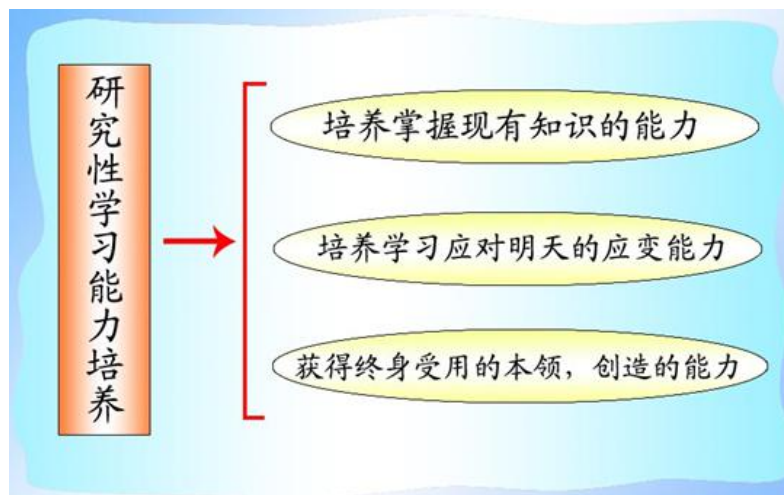 研究性学习能力培养
培养掌握现有知识的能力
培养学习应对明天的应变能力
获得终身受用的本领，创造的能力